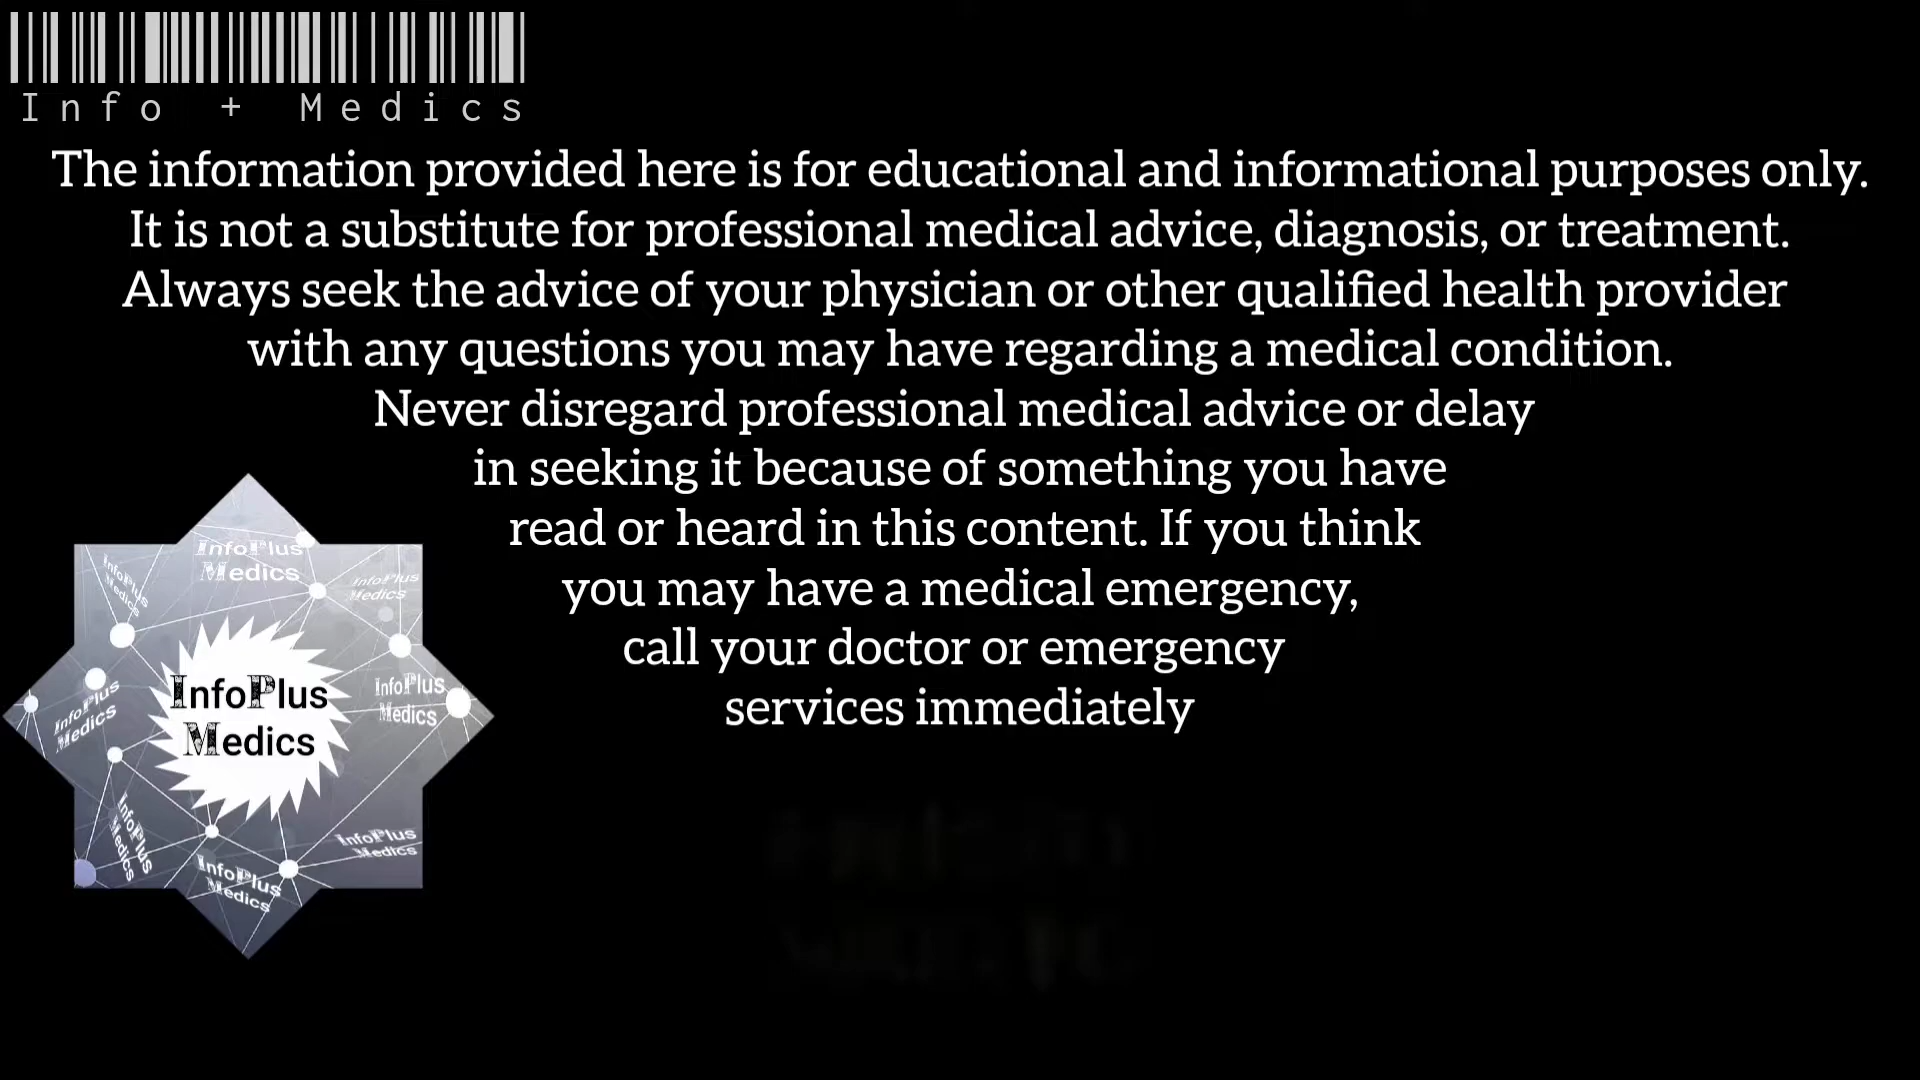 Info + Medics
The information provided here is for educational and informational purposes only.
It is not a substitute for professional medical advice, diagnosis, or treatment.
Always seek the advice of your physician or other qualified health provider
with any questions you may have regarding a medical condition.
Never disregard professional medical advice or delay
in seeking it because of something you have
read or heard in this content. If you think
you may have a medical emergency,
call your doctor or emergency
services immediately
InfoPlus
Medics
InfoPlus
Medics
InfoPlus
Medics
InfoPlus
Medics
InfoPlus
Medics
InfoPlus
Medics
InfoPlus
Medics
InfoPlus
Medics
InfoPlus
Medics